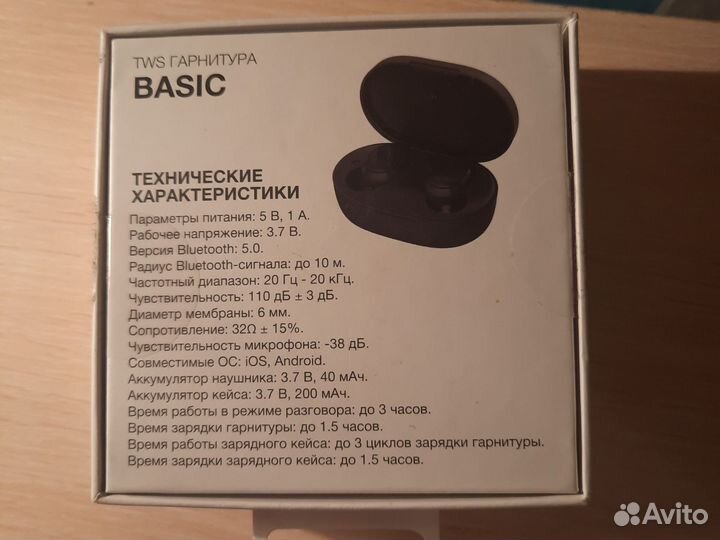 TWS ГАРНИТУРА
BASIC
ТЕХНИЧЕСКИЕ
ХАРАКТЕРИСТИКИ
Параметры питания: 5 В, 1 А.
Рабочее напряжение: 3.7 В.
Версия Bluetooth: 5.0.
Радиус Bluetooth-сигнала: до 10 м.
Частотный диапазон: 20 Гц - 20 кГц.
Чувствительность: 110 дБ ± 3 дБ.
Диаметр мембраны: 6 мм.
Сопротивление: 32Ω ± 15%.
Чувствительность микрофона: -38 дБ.
Совместимые ОС: iOS, Android.
Аккумулятор наушника: 3.7 В, 40 мАч.
Аккумулятор кейса: 3.7 В, 200 мАч.
Время работы в режиме разговора: до 3 часов.
Время зарядки гарнитуры: до 1.5 часов.
Время работы зарядного кейса: до 3 циклов зарядки гарнитуры.
Время зарядки зарядного кейса: до 1.5 часов.
Avito